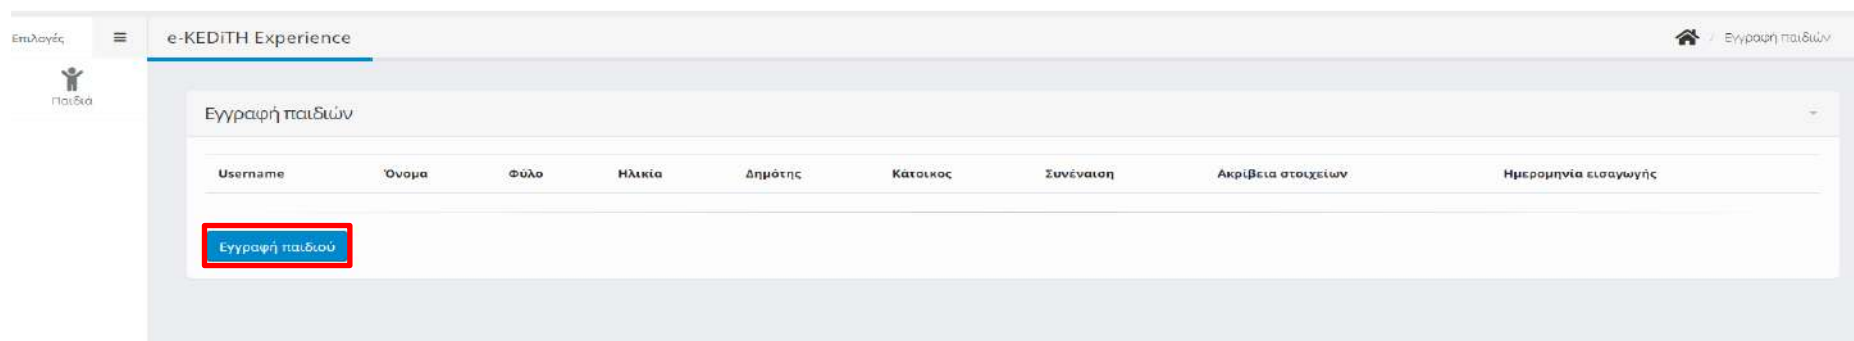 Επιλογές
e-KEDiTH Experience
/ Εγγραφή παιδιών
Παιδιά
Εγγραφή παιδιών
Username Όνομα Φύλο Ηλικία Δημότης Κάτοικος Συνέναιση Ακρίβεια στοιχείων Ημερομηνία εισαγωγής
Εγγραφή παιδιού